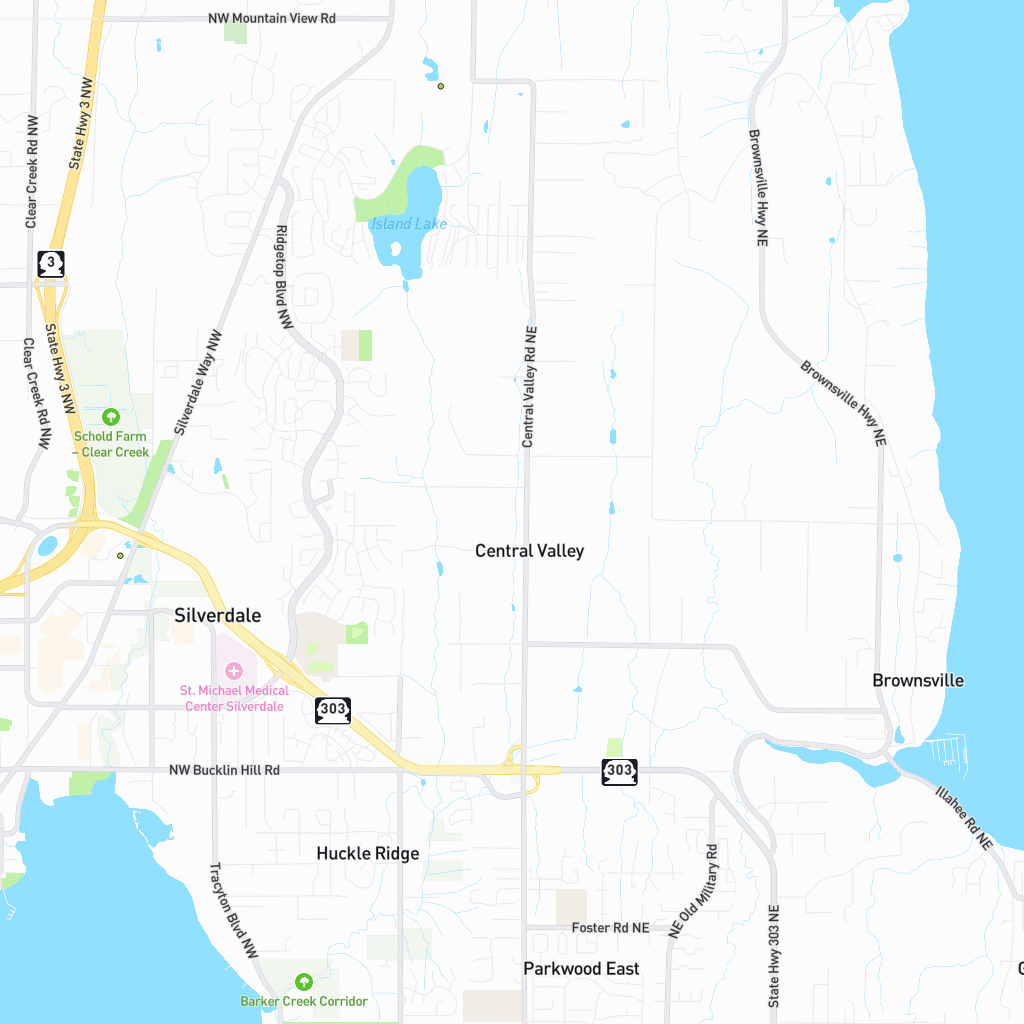 NW Mountain View Rd
State Hwy 3 NW
Clear Creek Rd NW
Brownsville Hwy NE
Island Lake
3
Ridgetop Blvd NW
State Hwy 3 NW
Clear Creek Rd NW
Silverdale Way NW
Central Valley Rd NE
Brownsville Hwy NE
Schold Farm
– Clear Creek
Central Valley
Silverdale
St. Michael Medical
Center Silverdale
303
Brownsville
NW Bucklin Hill Rd
303
Illahee Rd NE
Huckle Ridge
Tracyton Blvd NW
NE Old Military Rd
Foster Rd NE
State Hwy 303 NE
Parkwood East
Barker Creek Corridor